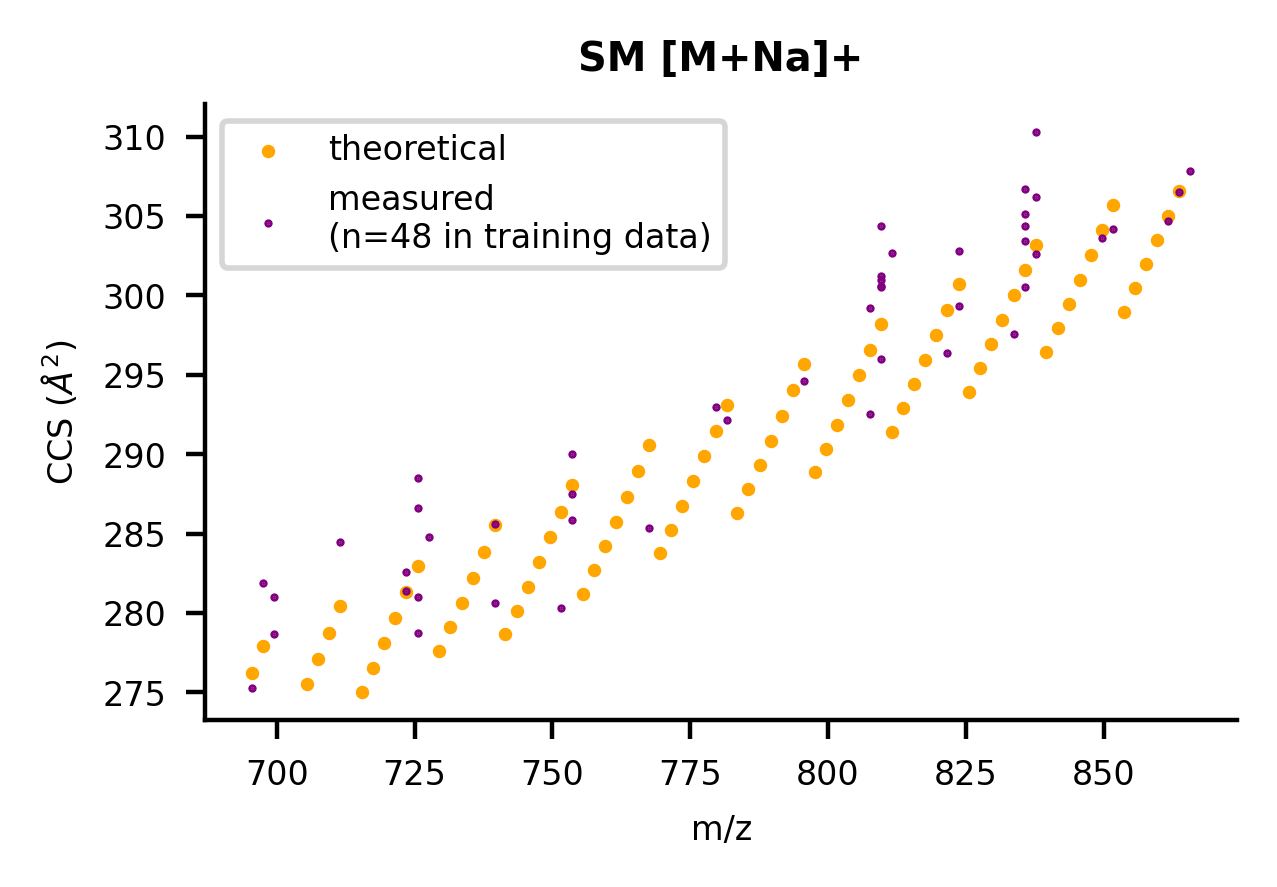 SM [M+Na]+
theoretical
measured
(n=48 in training data)
310
305
300
295
290
285
280
275
CCS (Å²)
700 725 750 775 800 825 850
m/z